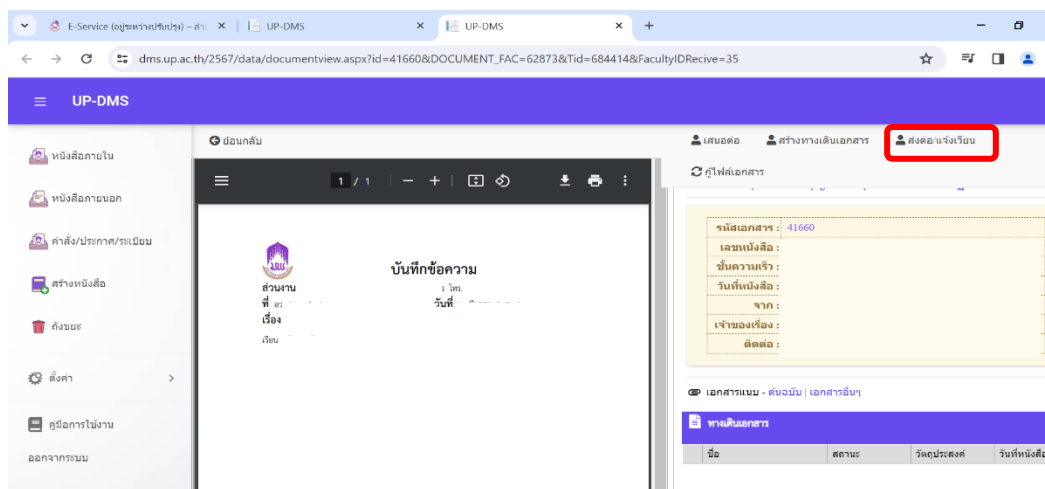 E-Service (อยู่ระหว่างปรับปรุง) – สำ
UP-DMS
UP-DMS
dms.up.ac.th/2567/data/documentview.aspx?id=41660&DOCUMENT_FAC=62873&Tid=684414&FacultyIDRecive=35
UP-DMS
หนังสือภายใน
หนังสือภายนอก
คำสั่ง/ประกาศ/ระเบียบ
สร้างหนังสือ
ถังขยะ
ตั้งค่า
คู่มือการใช้งาน
ออกจากระบบ
ย้อนกลับ
1 / 1
บันทึกข้อความ
ส่วนงาน
โทร.
ที่
วันที่
เรื่อง
เรียน
เสนอต่อ
สร้างทางเดินเอกสาร
ส่งต่อ/แจ้งเวียน
กู้ไฟล์เอกสาร
รหัสเอกสาร : 41660
เลขหนังสือ :
ชั้นความเร็ว :
วันที่หนังสือ :
จาก :
เจ้าของเรื่อง :
ติดต่อ :
เอกสารแนบ - ต้นฉบับ | เอกสารอื่นๆ
ทางเดินเอกสาร
ชื่อ
สถานะ
วัตถุประสงค์
วันที่หนังสือ